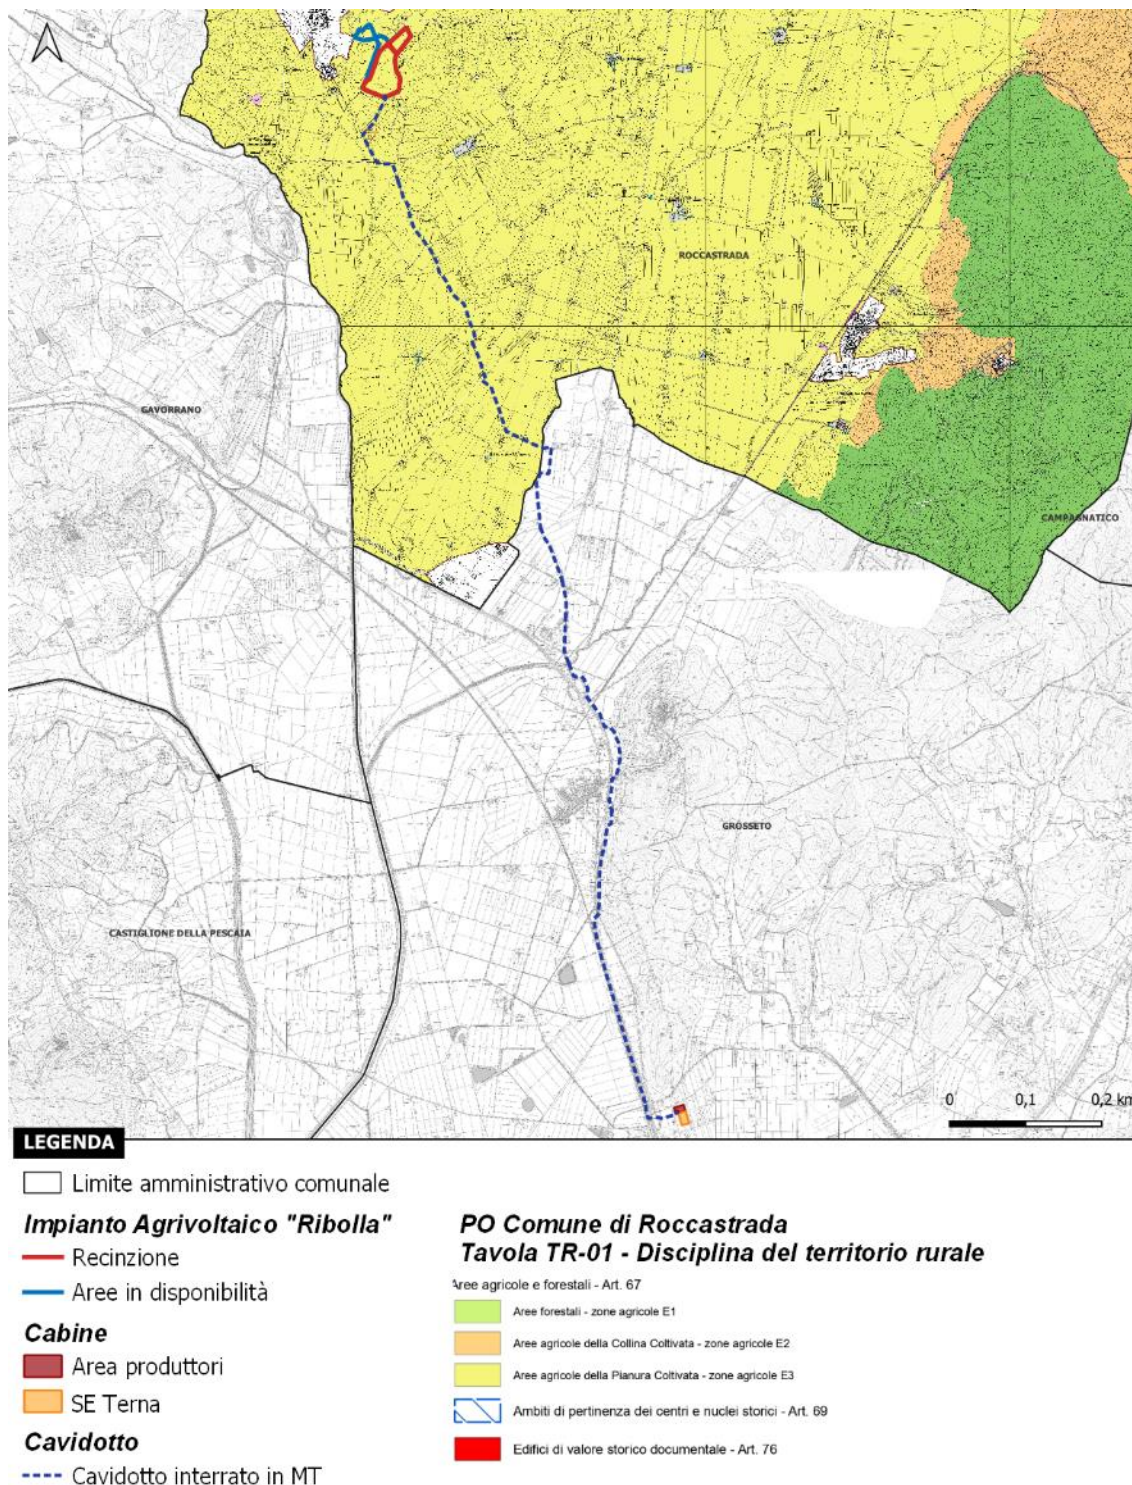 ROCCASTRADA
GAVORRANO
CAMPAGNATICO
GROSSETO
CASTIGLIONE DELLA PESCAIA
0 0,1 0,2 km
LEGENDA
Limite amministrativo comunale
Impianto Agrivoltaico "Ribolla"
Recinzione
Aree in disponibilità
Cabine
Area produttori
SE Terna
Cavidotto
Cavidotto interrato in MT
PO Comune di Roccastrada
Tavola TR-01 - Disciplina del territorio rurale
Aree agricole e forestali - Art. 67
Aree forestali - zone agricole E1
Aree agricole della Collina Coltivata - zone agricole E2
Aree agricole della Pianura Coltivata - zone agricole E3
Ambiti di pertinenza dei centri e nuclei storici - Art. 69
Edifici di valore storico documentale - Art. 76